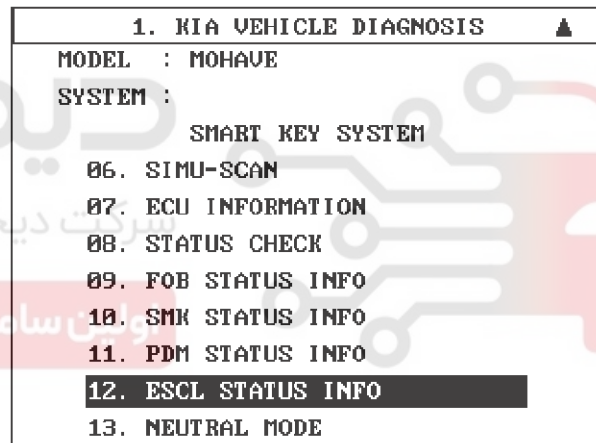 1. KIA VEHICLE DIAGNOSIS ▲
MODEL : MOHAVE
SYSTEM :
SMART KEY SYSTEM
06. SIMU-SCAN
07. ECU INFORMATION
08. STATUS CHECK
09. FOB STATUS INFO
10. SMK STATUS INFO
11. PDM STATUS INFO
12. ESCL STATUS INFO
13. NEUTRAL MODE
شرکت
اولین